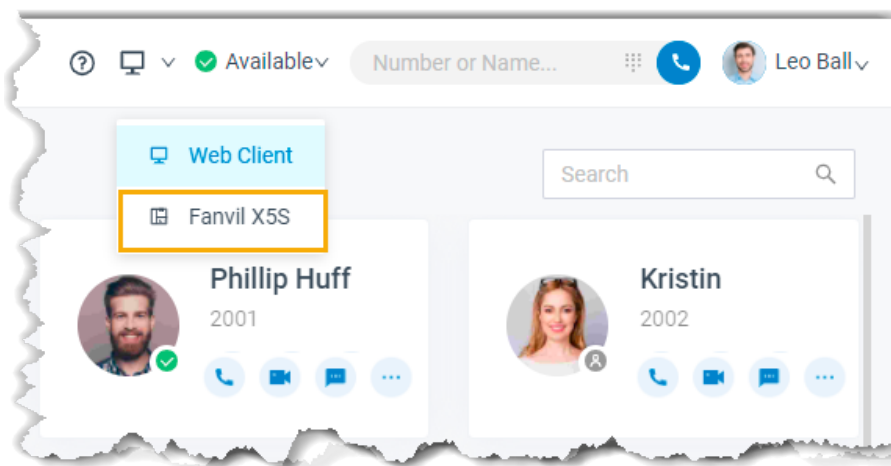 Available
Number or Name...
Leo Ball
Web Client
Search
Fanvil X5S
Phillip Huff
2001
Kristin
2002